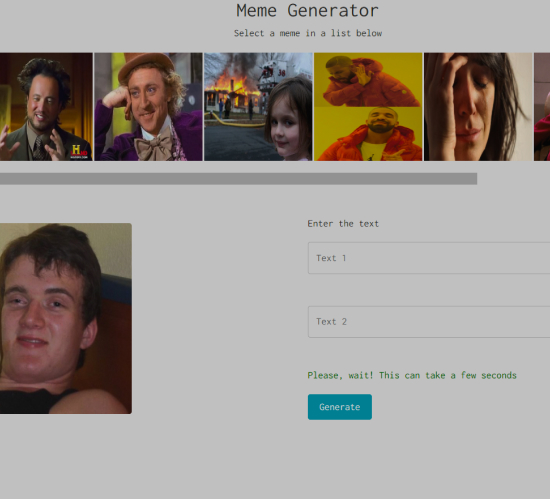 Meme Generator
Select a meme in a list below
H
Enter the text
Text 1
Text 2
Please, wait! This can take a few seconds
Generate